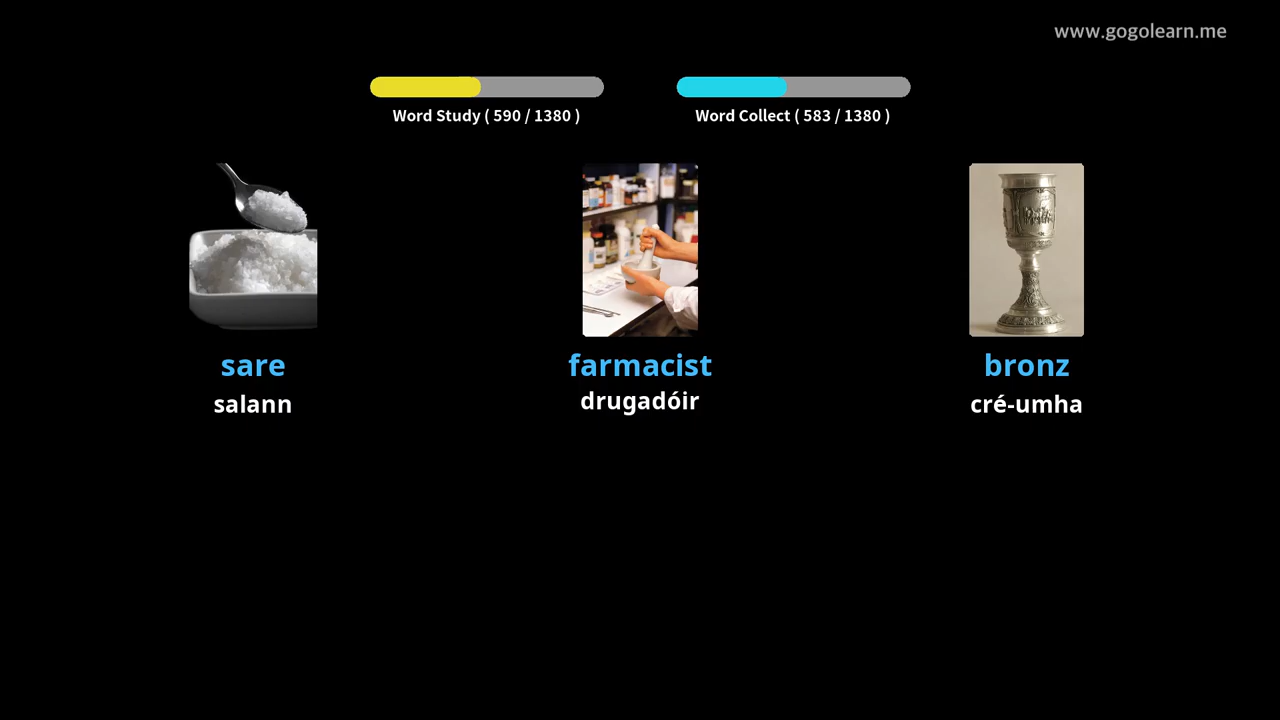 www.gogolearn.me
Word Study ( 590 / 1380 )
Word Collect ( 583 / 1380 )
sare
farmacist
bronz
salann
drugadóir
cré-umha